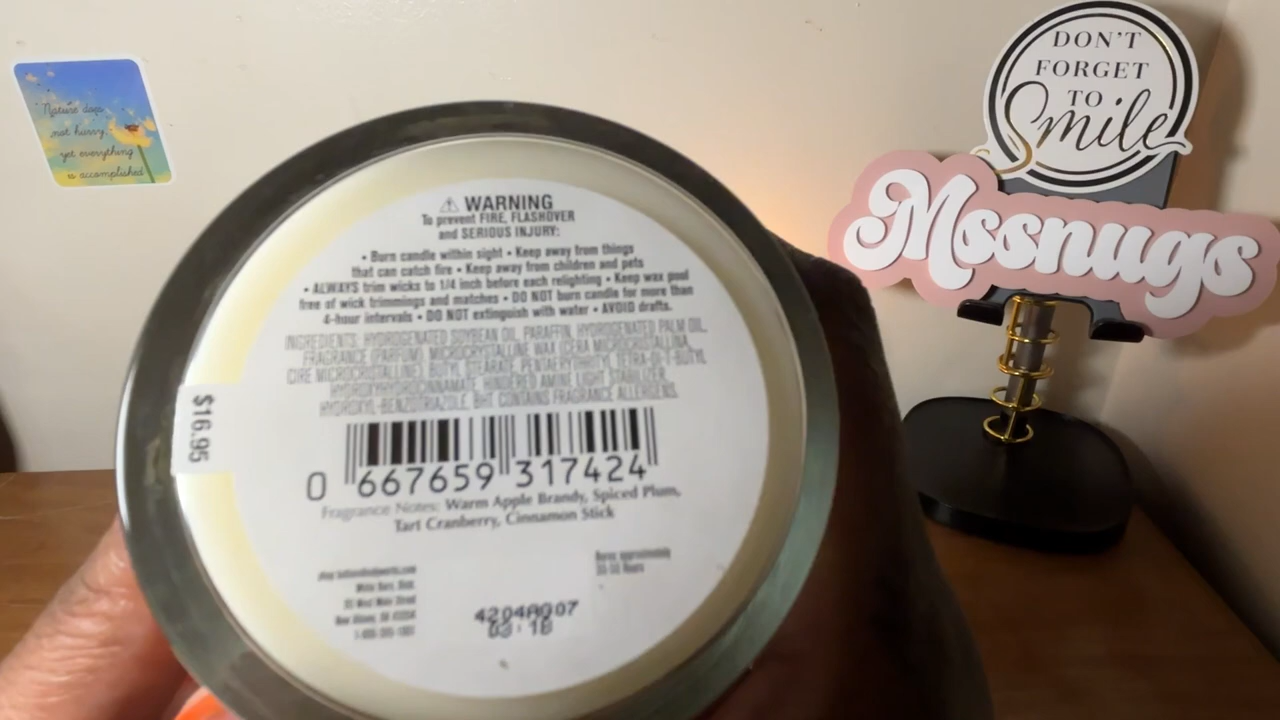 Nature does
not hurry,
yet everything
is accomplished
DON'T
FORGET
TO
Smile
Mssnugs
WARNING
To prevent FIRE, FLASHOVER
and SERIOUS INJURY:
• Burn candle within sight • Keep away from things
that can catch fire • Keep away from children and pets
• ALWAYS trim wicks to 1/4 inch before each relighting • Keep wax pool
free of wick trimmings and matches • DO NOT burn candle for more than
4-hour intervals • DO NOT extinguish with water • AVOID drafts.
INGREDIENTS: HYDROGENATED SOYBEAN OIL, PARAFFIN, HYDROGENATED PALM OIL,
FRAGRANCE (PARFUM), MICROCRYSTALLINE WAX (CERA MICROCRISTALLINA,
CIRE MICROCRISTALLINE), BUTYL STEARATE, PENTAERYTHRITYL TETRA-DI-T-BUTYL
HYDROXYHYDROCINNAMATE, HINDERED AMINE LIGHT STABILIZER,
HYDROXYL-BENZOTRIAZOLE, BHT CONTAINS FRAGRANCE ALLERGENS.
$16.95
0 667659 317424
Fragrance Notes: Warm Apple Brandy, Spiced Plum,
Tart Cranberry, Cinnamon Stick
Burns approximately
White Barn, Dist.
1204AG07